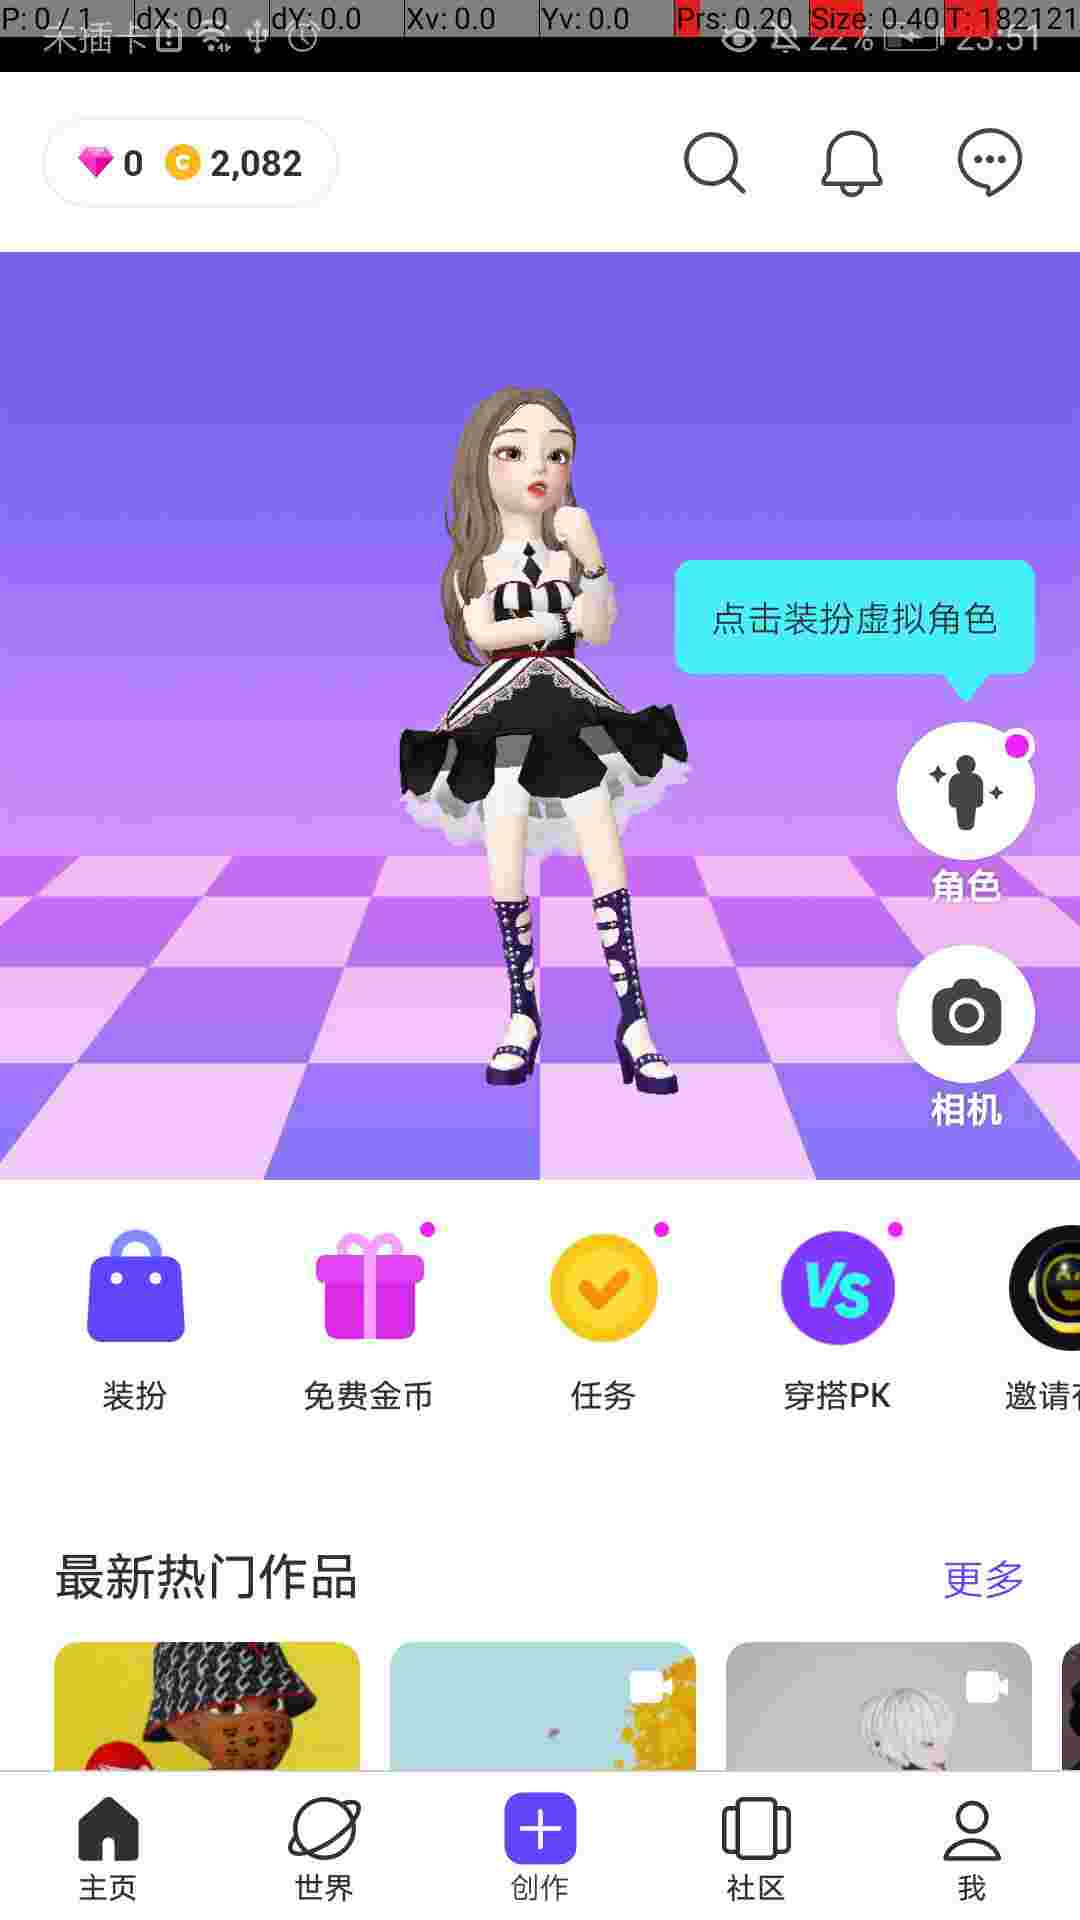 P: 0 / 1 dX: 0.0 dY: 0.0 Xv: 0.0 Yv: 0.0 Prs: 0.20 Size: 0.40 T: 182121
未插卡 22% 23:51
0 2,082
点击装扮虚拟角色
角色
相机
VS
装扮 免费金币 任务 穿搭PK 邀请
最新热门作品 更多
主页 世界 创作 社区 我